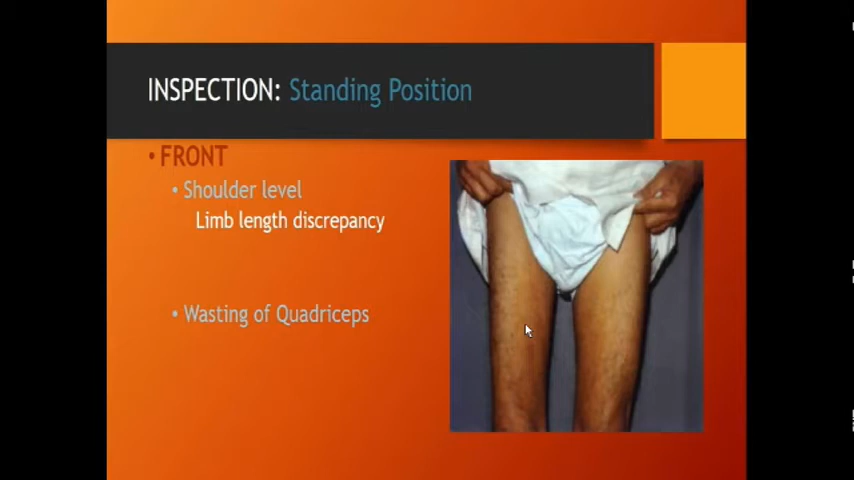 INSPECTION: Standing Position
• FRONT
• Shoulder level
Limb length discrepancy
• Wasting of Quadriceps